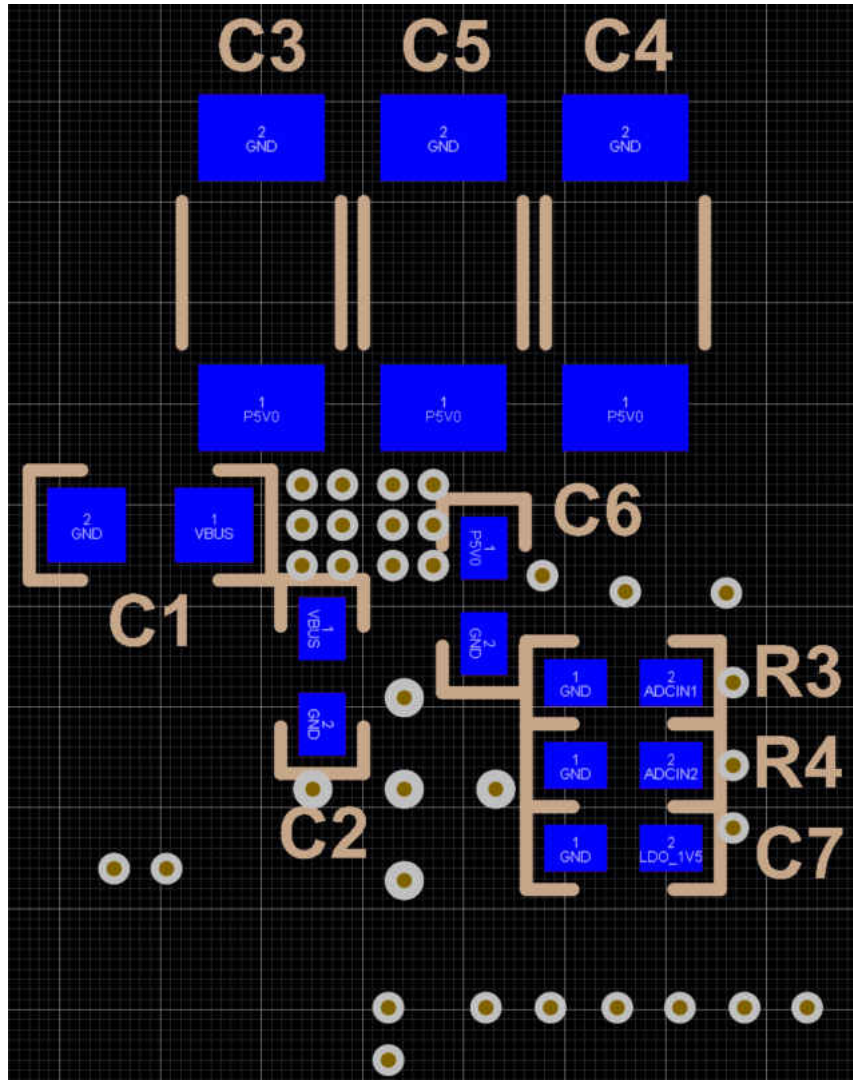 C3 C5 C4
2 2 2
GND GND GND
1 1 1
P5V0 P5V0 P5V0
2 1
GND VBUS
C6
1
P5V0
C1
1
VBUS
2
GND
1 2
GND ADCIN1
R3
2
GND
1 2
GND ADCIN2
R4
C2
1 2
GND LDO_1V5
C7